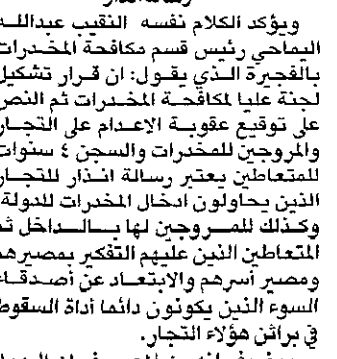 ويؤكد الكلام نفسه النقيب عبدالله
اليماحي رئيس قسم مكافحة المخدرات
بالفجيرة الذي يقول: ان قرار تشكيل
لجنة عليا لمكافحة المخدرات ثم النص
على توقيع عقوبة الاعدام على التجار
والمروجين للمخدرات والسجن ٤ سنوات
للمتعاطين يعتبر رسالة انذار للتجار
الذين يحاولون ادخال المخدرات للدولة
وكذلك للمروجين لها بالداخل ثم
المتعاطين الذين عليهم التفكير بمصيرهم
ومصير أسرهم والابتعاد عن أصدقاء
السوء الذين يكونون دائما أداة السقوط
في براثن هؤلاء التجار.